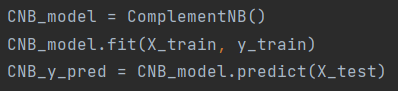 CNB_model = ComplementNB()
CNB_model.fit(X_train, y_train)
CNB_y_pred = CNB_model.predict(X_test)